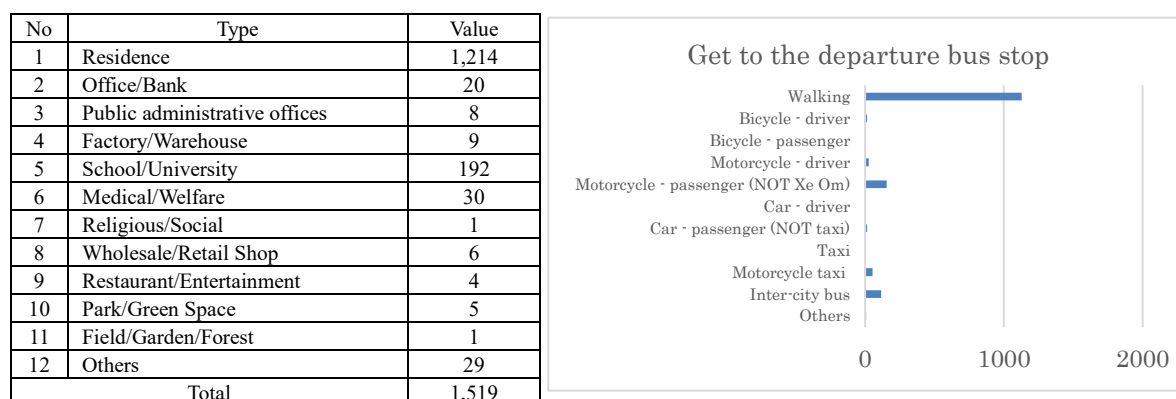 No Type Value
1 Residence 1,214
2 Office/Bank 20
3 Public administrative offices 8
4 Factory/Warehouse 9
5 School/University 192
6 Medical/Welfare 30
7 Religious/Social 1
8 Wholesale/Retail Shop 6
9 Restaurant/Entertainment 4
10 Park/Green Space 5
11 Field/Garden/Forest 1
12 Others 29
Total 1,519
Get to the departure bus stop
Walking
Bicycle - driver
Bicycle - passenger
Motorcycle - driver
Motorcycle - passenger (NOT Xe Om)
Car - driver
Car - passenger (NOT taxi)
Taxi
Motorcycle taxi
Inter-city bus
Others
0 1000 2000